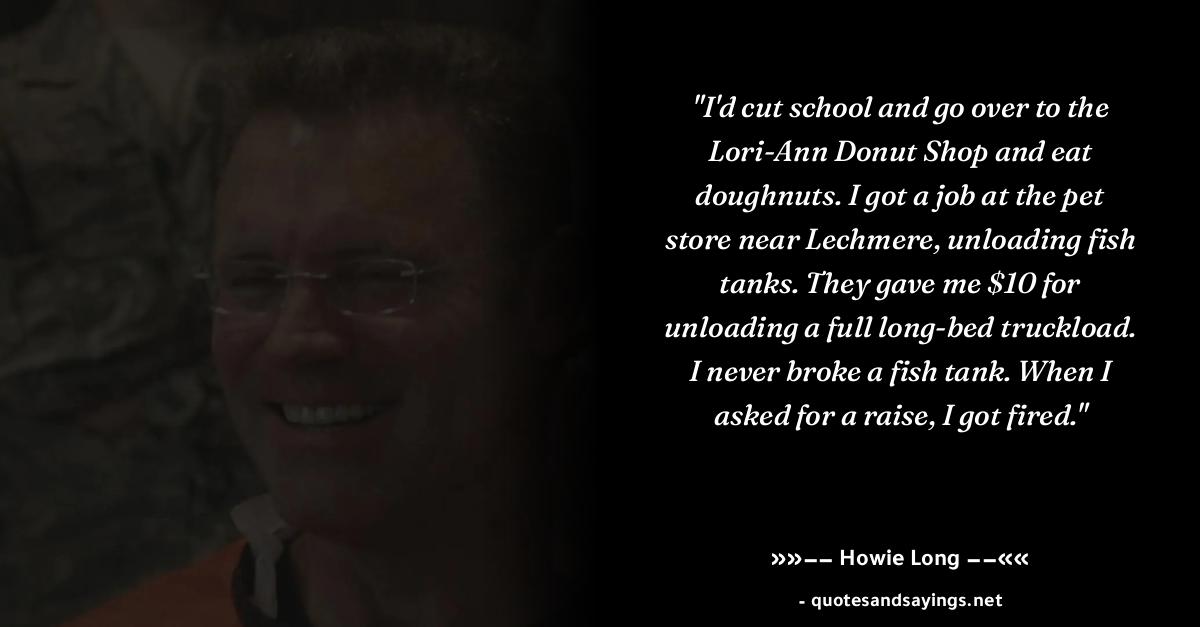 "I'd cut school and go over to the
Lori-Ann Donut Shop and eat
doughnuts. I got a job at the pet
store near Lechmere, unloading fish
tanks. They gave me $10 for
unloading a full long-bed truckload.
I never broke a fish tank. When I
asked for a raise, I got fired."
»»–– Howie Long ––««
- quotesandsayings.net